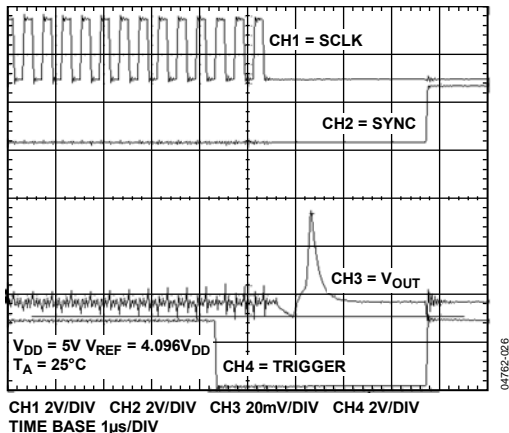 CH1 = SCLK
CH2 = SYNC
CH3 = VOUT
VDD = 5V VREF = 4.096VDD
TA = 25°C
CH4 = TRIGGER
04762-026
CH1 2V/DIV CH2 2V/DIV CH3 20mV/DIV CH4 2V/DIV
TIME BASE 1µs/DIV